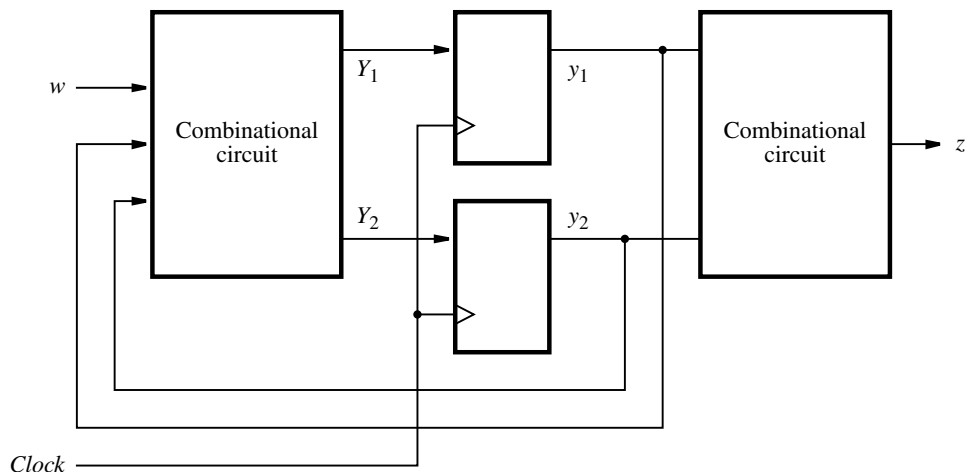 w
Combinational
circuit
Y1
Y2
y1
y2
Combinational
circuit
z
Clock